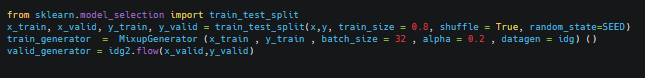 from sklearn.model_selection import train_test_split
x_train, x_valid, y_train, y_valid = train_test_split(x,y, train_size = 0.8, shuffle = True, random_state=SEED)
train_generator  =  MixupGenerator (x_train , y_train , batch_size = 32 , alpha = 0.2 , datagen = idg) ()
valid_generator = idg2.flow(x_valid,y_valid)